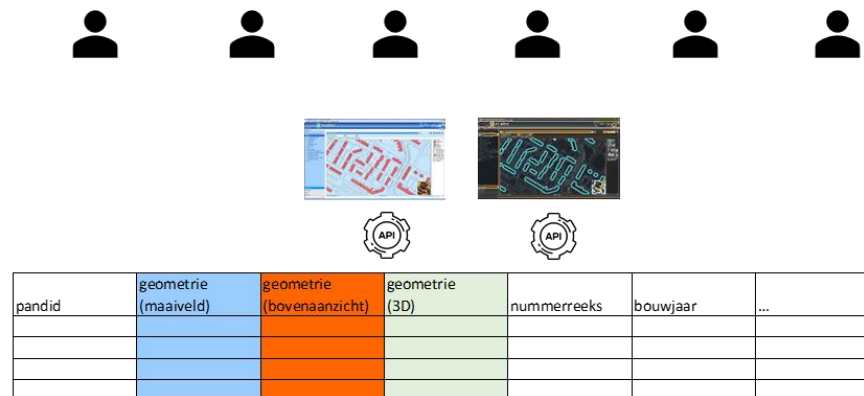 API
API
pandid
geometrie
(maaiveld)
geometrie
(bovenaanzicht)
geometrie
(3D)
nummerreeks
bouwjaar
...